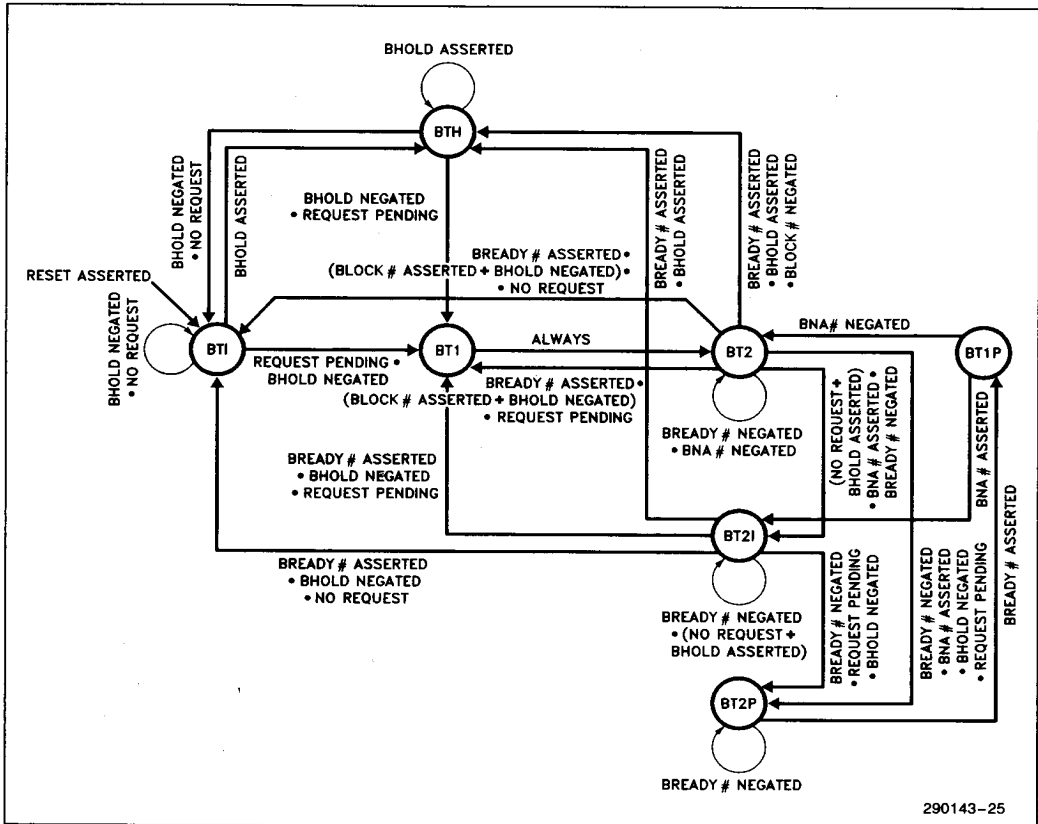 BHOLD ASSERTED
BTH
BHOLD NEGATED
• NO REQUEST
BHOLD ASSERTED
BHOLD NEGATED
• REQUEST PENDING
BREADY# ASSERTED
• BHOLD ASSERTED
BREADY# ASSERTED
• BHOLD ASSERTED
• BLOCK# NEGATED
BREADY# ASSERTED •
(BLOCK# ASSERTED + BHOLD NEGATED) •
• NO REQUEST
RESET ASSERTED
BHOLD NEGATED
• NO REQUEST
BTI
REQUEST PENDING •
BHOLD NEGATED
BT1
ALWAYS
BT2
BNA# NEGATED
BT1P
BREADY# ASSERTED •
(BLOCK# ASSERTED + BHOLD NEGATED)
• REQUEST PENDING
BREADY# NEGATED
• BNA# NEGATED
(NO REQUEST +
BHOLD ASSERTED)
• BNA# ASSERTED •
BREADY# NEGATED
BNA# ASSERTED
BREADY# ASSERTED
BREADY# ASSERTED
• BHOLD NEGATED
• REQUEST PENDING
BT2I
BREADY# ASSERTED
• BHOLD NEGATED
• NO REQUEST
BREADY# NEGATED
• (NO REQUEST +
BHOLD ASSERTED)
BREADY# NEGATED
• REQUEST PENDING
• BHOLD NEGATED
BREADY# NEGATED
• BNA# ASSERTED
• BHOLD NEGATED
• REQUEST PENDING
BT2P
BREADY# NEGATED
290143-25